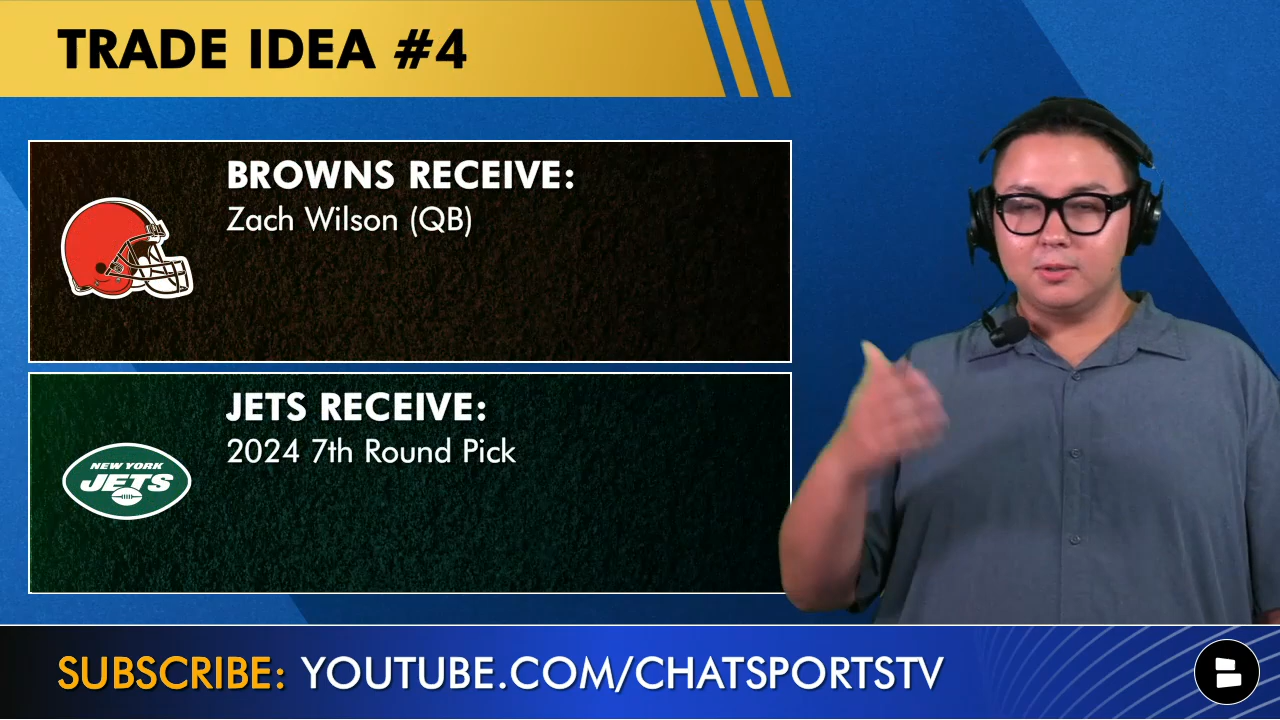 TRADE IDEA #4
BROWNS RECEIVE:
Zach Wilson (QB)
JETS RECEIVE:
2024 7th Round Pick
NEW YORK
JETS
SUBSCRIBE: YOUTUBE.COM/CHATSPORTSTV